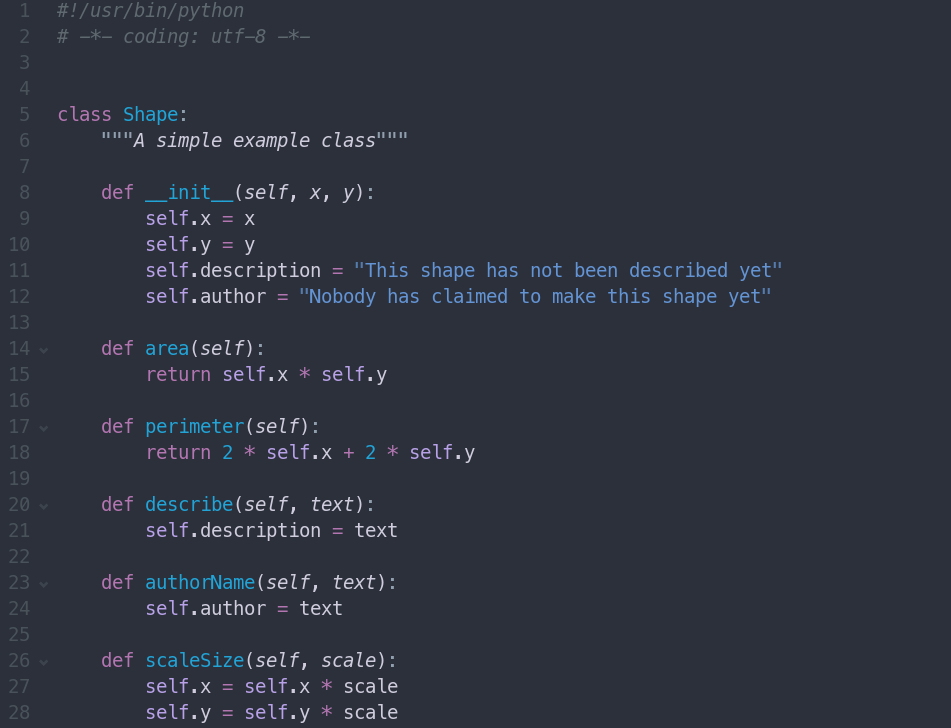 1 #!/usr/bin/python
2 # -*- coding: utf-8 -*-
3
4
5 class Shape:
6     """A simple example class"""
7
8     def __init__(self, x, y):
9         self.x = x
10         self.y = y
11         self.description = "This shape has not been described yet"
12         self.author = "Nobody has claimed to make this shape yet"
13
14     def area(self):
15         return self.x * self.y
16
17     def perimeter(self):
18         return 2 * self.x + 2 * self.y
19
20     def describe(self, text):
21         self.description = text
22
23     def authorName(self, text):
24         self.author = text
25
26     def scaleSize(self, scale):
27         self.x = self.x * scale
28         self.y = self.y * scale